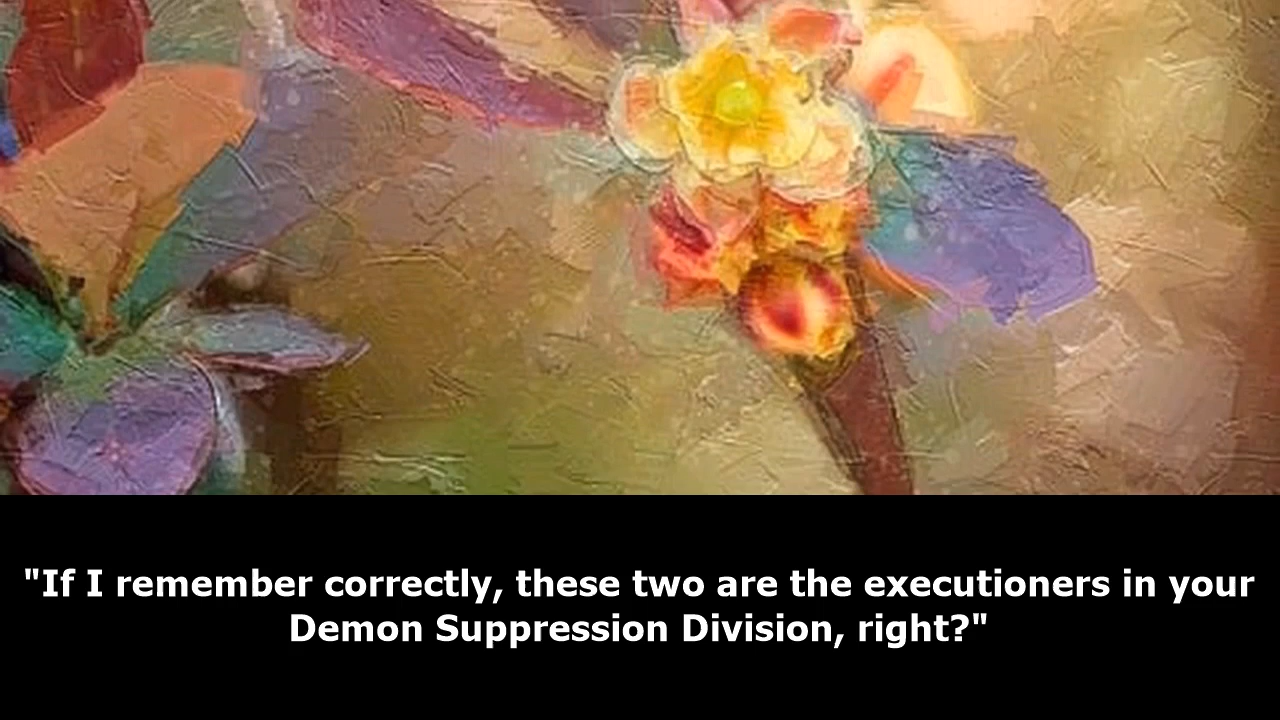 "If I remember correctly, these two are the executioners in your
Demon Suppression Division, right?"